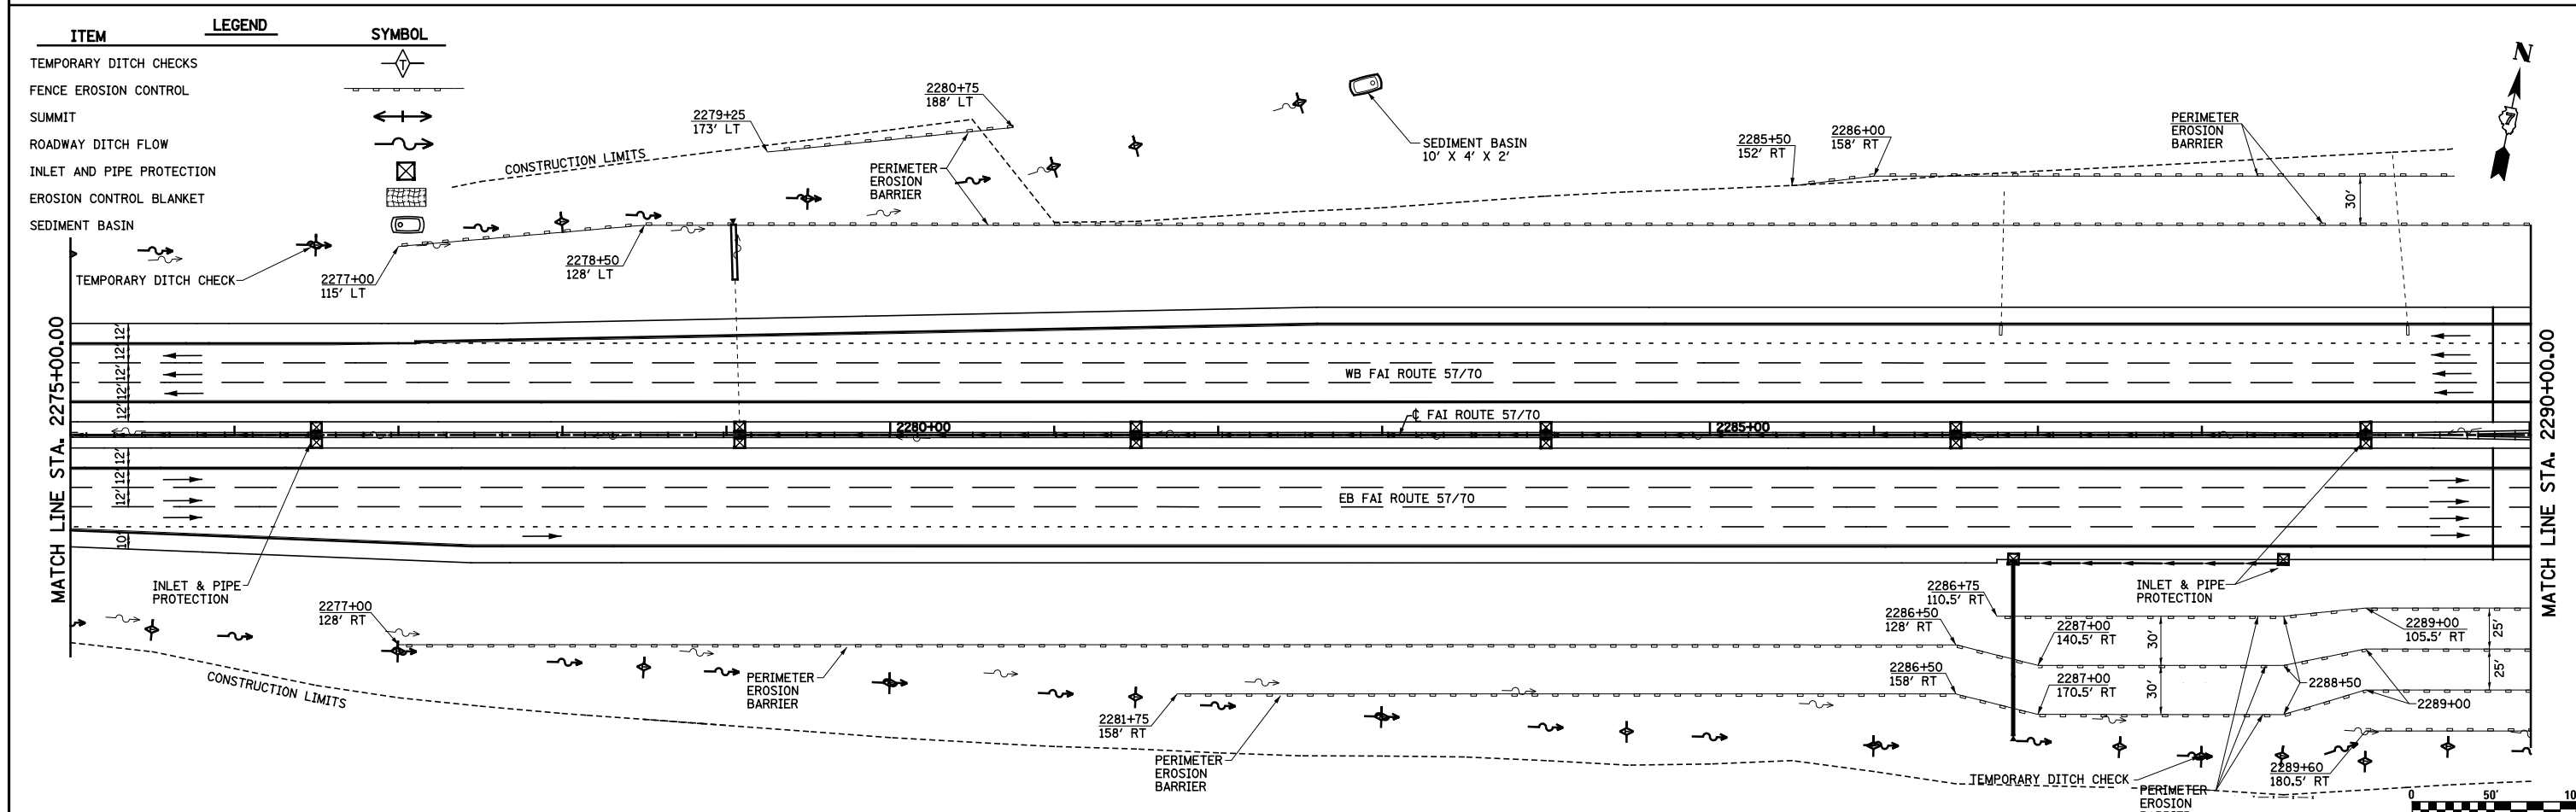 LEGEND
ITEM
SYMBOL
TEMPORARY DITCH CHECKS
T
FENCE EROSION CONTROL
SUMMIT
ROADWAY DITCH FLOW
INLET AND PIPE PROTECTION
EROSION CONTROL BLANKET
SEDIMENT BASIN
CONSTRUCTION LIMITS
2279+25
173' LT
2280+75
188' LT
PERIMETER
EROSION
BARRIER
SEDIMENT BASIN
10' X 4' X 2'
2285+50
152' RT
2286+00
158' RT
PERIMETER
EROSION
BARRIER
N
7
30'
TEMPORARY DITCH CHECK
2277+00
115' LT
2278+50
128' LT
MATCH LINE STA. 2275+00.00
12'
12'
12'
12'
12'
WB FAI ROUTE 57/70
℄ FAI ROUTE 57/70
2280+00
2285+00
12'
12'
12'
EB FAI ROUTE 57/70
10'
MATCH LINE STA. 2290+00.00
INLET & PIPE
PROTECTION
2277+00
128' RT
CONSTRUCTION LIMITS
PERIMETER
EROSION
BARRIER
2281+75
158' RT
PERIMETER
EROSION
BARRIER
2286+75
110.5' RT
2286+50
128' RT
2286+50
158' RT
2287+00
140.5' RT
2287+00
170.5' RT
30'
30'
INLET & PIPE
PROTECTION
2289+00
105.5' RT
25'
25'
2288+50
2289+00
TEMPORARY DITCH CHECK
2289+60
180.5' RT
PERIMETER
EROSION
0
50'